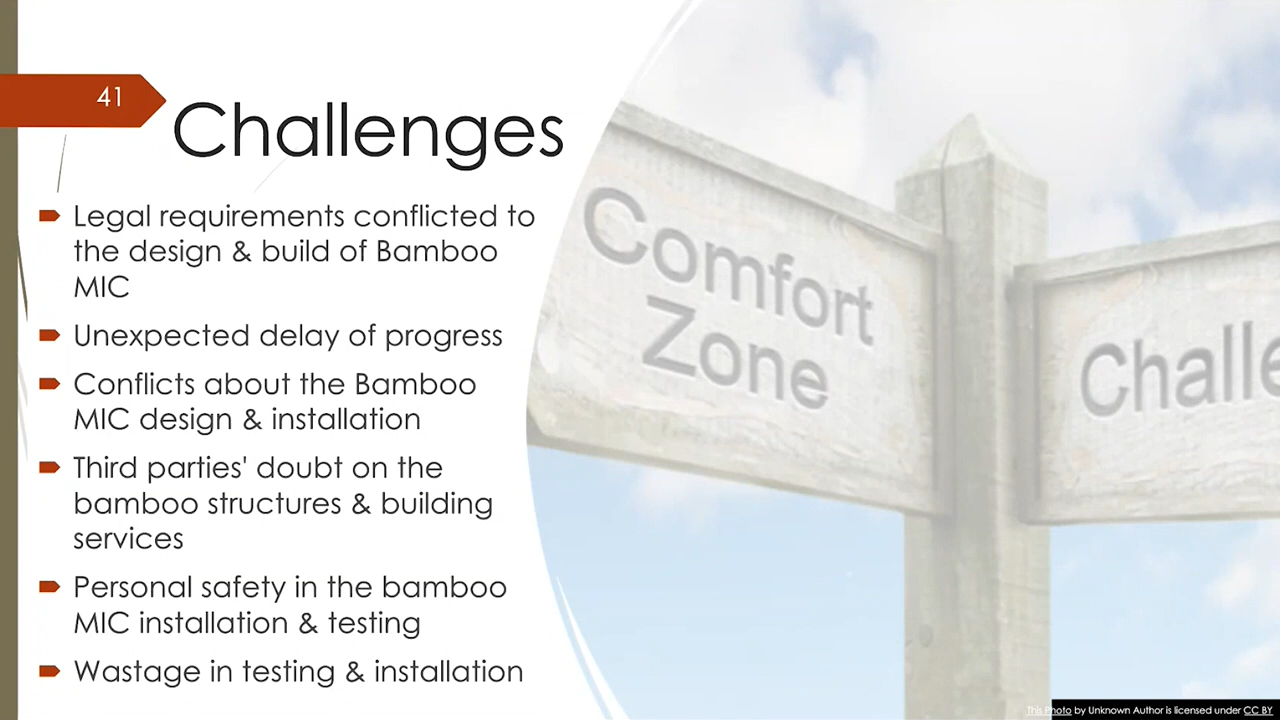 41
Challenges
Legal requirements conflicted to
the design & build of Bamboo
MIC
Unexpected delay of progress
Conflicts about the Bamboo
MIC design & installation
Third parties' doubt on the
bamboo structures & building
services
Personal safety in the bamboo
MIC installation & testing
Wastage in testing & installation
Comfort
Zone
Challe
This Photo by Unknown Author is licensed under CC BY